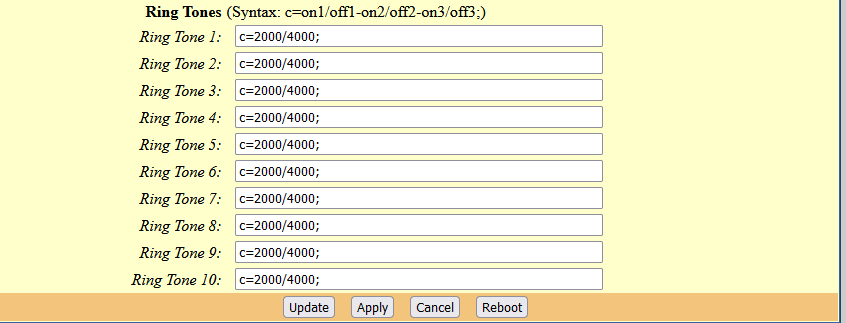 Ring Tones (Syntax: c=on1/off1-on2/off2-on3/off3;)
Ring Tone 1: c=2000/4000;
Ring Tone 2: c=2000/4000;
Ring Tone 3: c=2000/4000;
Ring Tone 4: c=2000/4000;
Ring Tone 5: c=2000/4000;
Ring Tone 6: c=2000/4000;
Ring Tone 7: c=2000/4000;
Ring Tone 8: c=2000/4000;
Ring Tone 9: c=2000/4000;
Ring Tone 10: c=2000/4000;
Update Apply Cancel Reboot